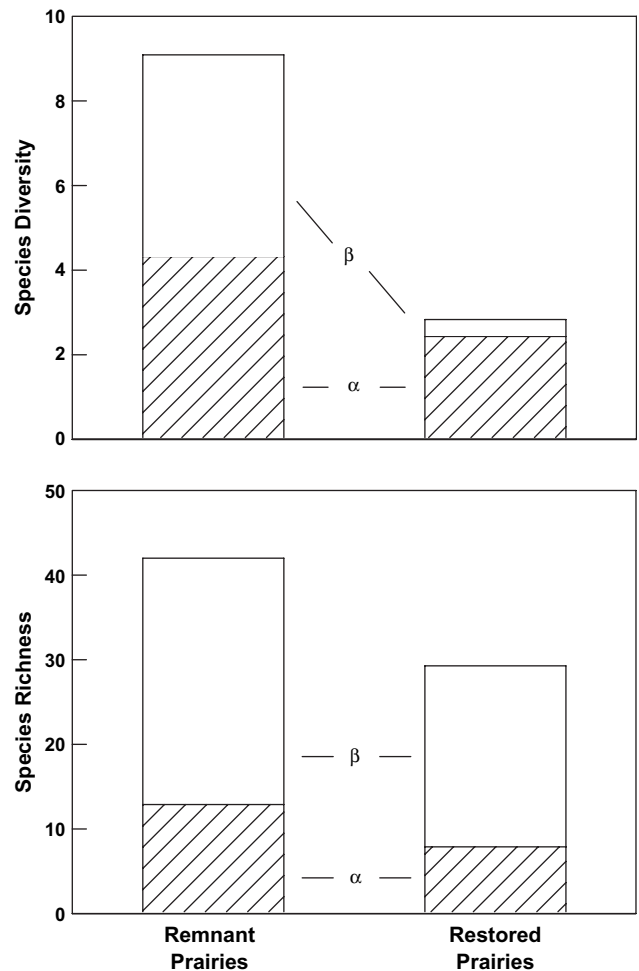 10
8
6
4
2
0
Species Diversity
β
α
50
40
30
20
10
0
Species Richness
β
α
Remnant
Prairies
Restored
Prairies